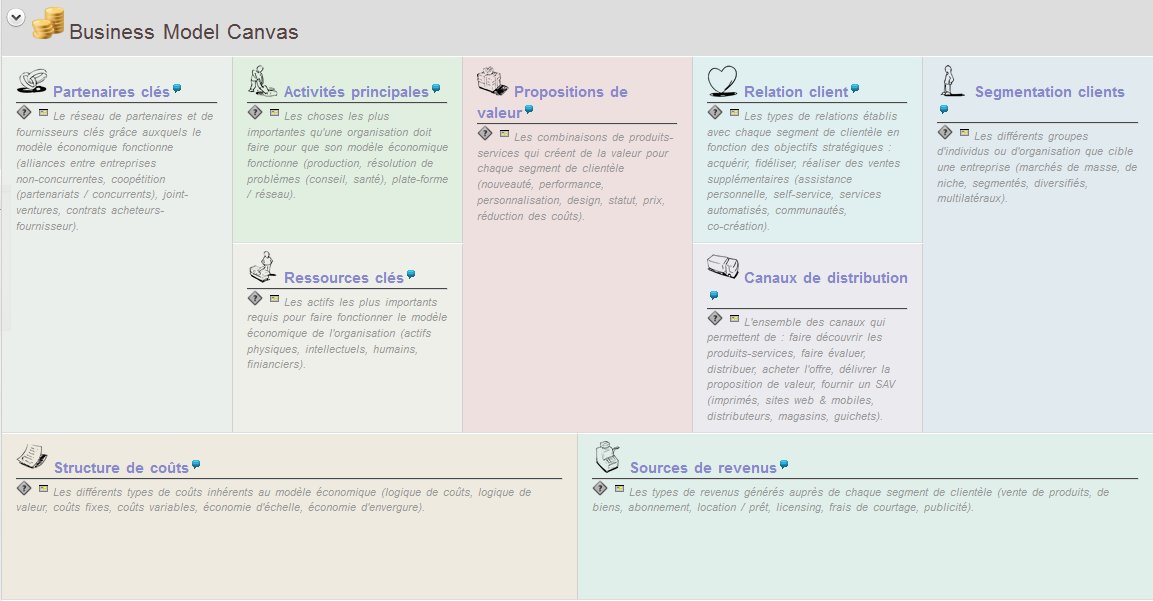 Business Model Canvas
Partenaires clés
Le réseau de partenaires et de
fournisseurs clés grâce auxquels le
modèle économique fonctionne
(alliances entre entreprises
non-concurrentes, coopétition
(partenariats / concurrents), joint-
ventures, contrats acheteurs-
fournisseur).
Activités principales
Les choses les plus
importantes qu'une organisation doit
faire pour que son modèle économique
fonctionne (production, résolution de
problèmes (conseil, santé), plate-forme
/ réseau).
Ressources clés
Les actifs les plus importants
requis pour faire fonctionner le modèle
économique de l'organisation (actifs
physiques, intellectuels, humains,
finianciers).
Propositions de
valeur
Les combinaisons de produits-
services qui créent de la valeur pour
chaque segment de clientèle
(nouveauté, performance,
personnalisation, design, statut, prix,
réduction des coûts).
Relation client
Les types de relations établis
avec chaque segment de clientèle en
fonction des objectifs stratégiques :
acquérir, fidéliser, réaliser des ventes
supplémentaires (assistance
personnelle, self-service, services
automatisés, communautés,
co-création).
Canaux de distribution
L'ensemble des canaux qui
permettent de : faire découvrir les
produits-services, faire évaluer,
distribuer, acheter l'offre, délivrer la
proposition de valeur, fournir un SAV
(imprimés, sites web & mobiles,
distributeurs, magasins, guichets).
Segmentation clients
Les différents groupes
d'individus ou d'organisation que cible
une entreprise (marchés de masse, de
niche, segmentés, diversifiés,
multilatéraux).
Structure de coûts
Les différents types de coûts inhérents au modèle économique (logique de coûts, logique de
valeur, coûts fixes, coûts variables, économie d'échelle, économie d'envergure).
Sources de revenus
Les types de revenus générés auprès de chaque segment de clientèle (vente de produits, de
biens, abonnement, location / prêt, licensing, frais de courtage, publicité).